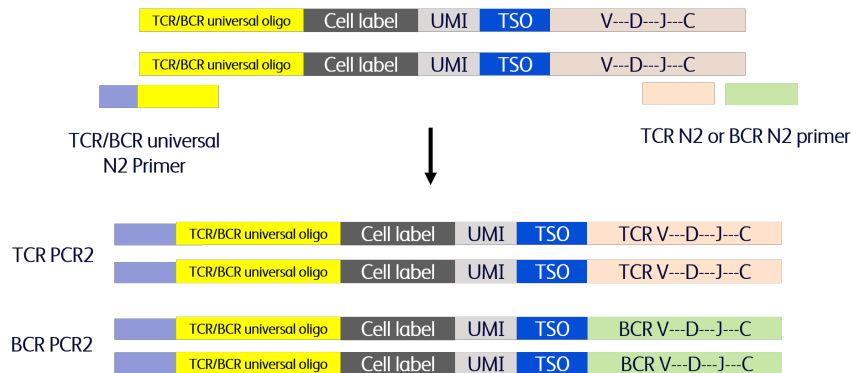 TCR/BCR universal oligo Cell label UMI TSO V---D---J---C
TCR/BCR universal oligo Cell label UMI TSO V---D---J---C
TCR/BCR universal
N2 Primer
TCR N2 or BCR N2 primer
TCR PCR2
TCR/BCR universal oligo Cell label UMI TSO TCR V---D---J---C
TCR/BCR universal oligo Cell label UMI TSO TCR V---D---J---C
BCR PCR2
TCR/BCR universal oligo Cell label UMI TSO BCR V---D---J---C
TCR/BCR universal oligo Cell label UMI TSO BCR V---D---J---C